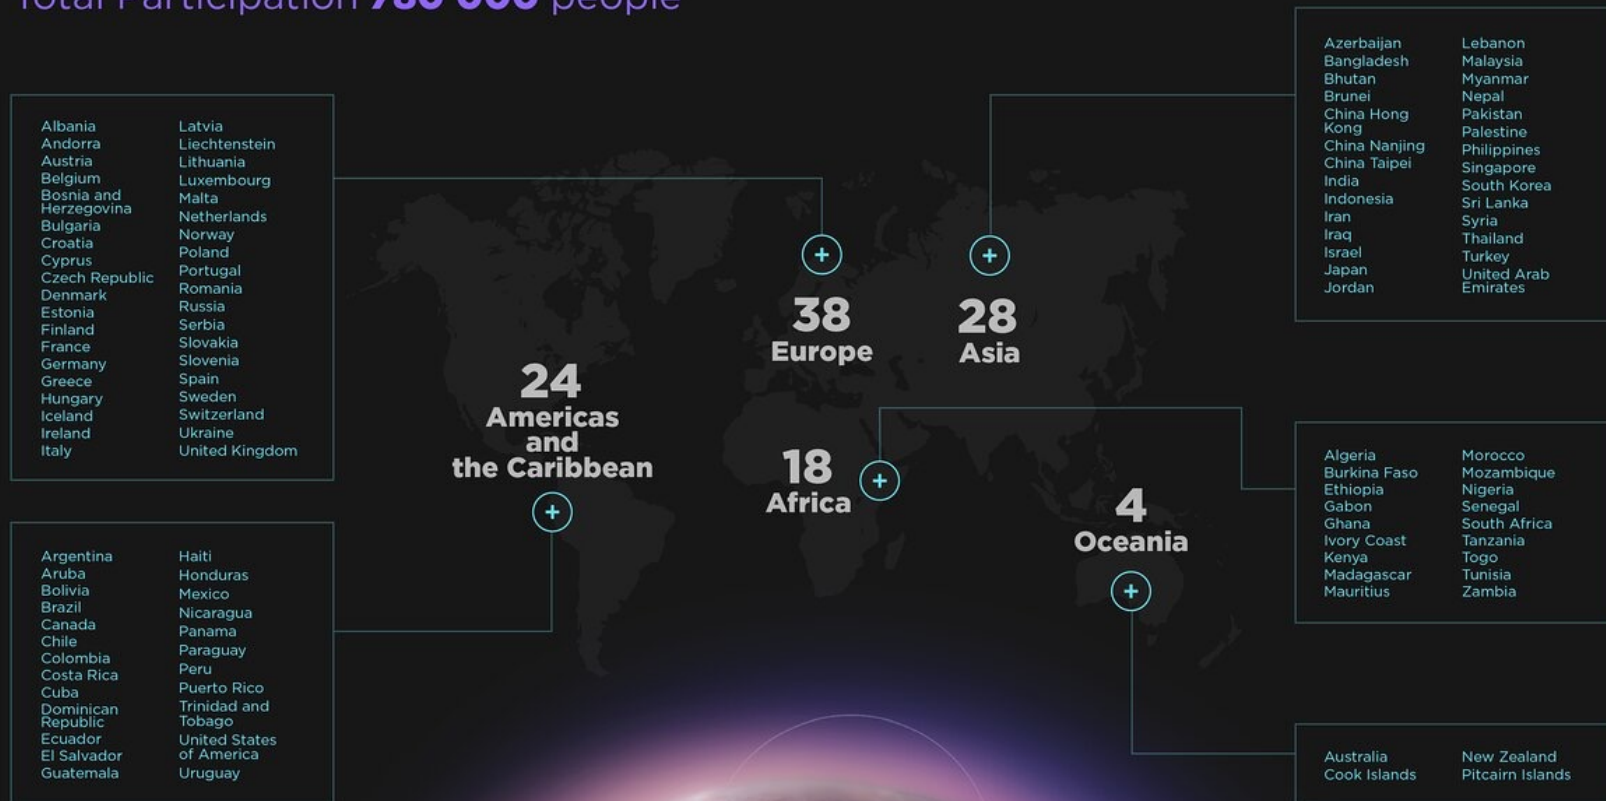 Total Participation 780 000 people
Albania
Andorra
Austria
Belgium
Bosnia and
Herzegovina
Bulgaria
Croatia
Cyprus
Czech Republic
Denmark
Estonia
Finland
France
Germany
Greece
Hungary
Iceland
Ireland
Italy
Latvia
Liechtenstein
Lithuania
Luxembourg
Malta
Netherlands
Norway
Poland
Portugal
Romania
Russia
Serbia
Slovakia
Slovenia
Spain
Sweden
Switzerland
Ukraine
United Kingdom
38
Europe
28
Asia
Azerbaijan
Bangladesh
Bhutan
Brunei
China Hong
Kong
China Nanjing
China Taipei
India
Indonesia
Iran
Iraq
Israel
Japan
Jordan
Lebanon
Malaysia
Myanmar
Nepal
Pakistan
Palestine
Philippines
Singapore
South Korea
Sri Lanka
Syria
Thailand
Turkey
United Arab
Emirates
24
Americas
and
the Caribbean
18
Africa
4
Oceania
Algeria
Burkina Faso
Ethiopia
Gabon
Ghana
Ivory Coast
Kenya
Madagascar
Mauritius
Morocco
Mozambique
Nigeria
Senegal
South Africa
Tanzania
Togo
Tunisia
Zambia
Argentina
Aruba
Bolivia
Brazil
Canada
Chile
Colombia
Costa Rica
Cuba
Dominican
Republic
Ecuador
El Salvador
Guatemala
Haiti
Honduras
Mexico
Nicaragua
Panama
Paraguay
Peru
Puerto Rico
Trinidad and
Tobago
United States
of America
Uruguay
Australia
Cook Islands
New Zealand
Pitcairn Islands